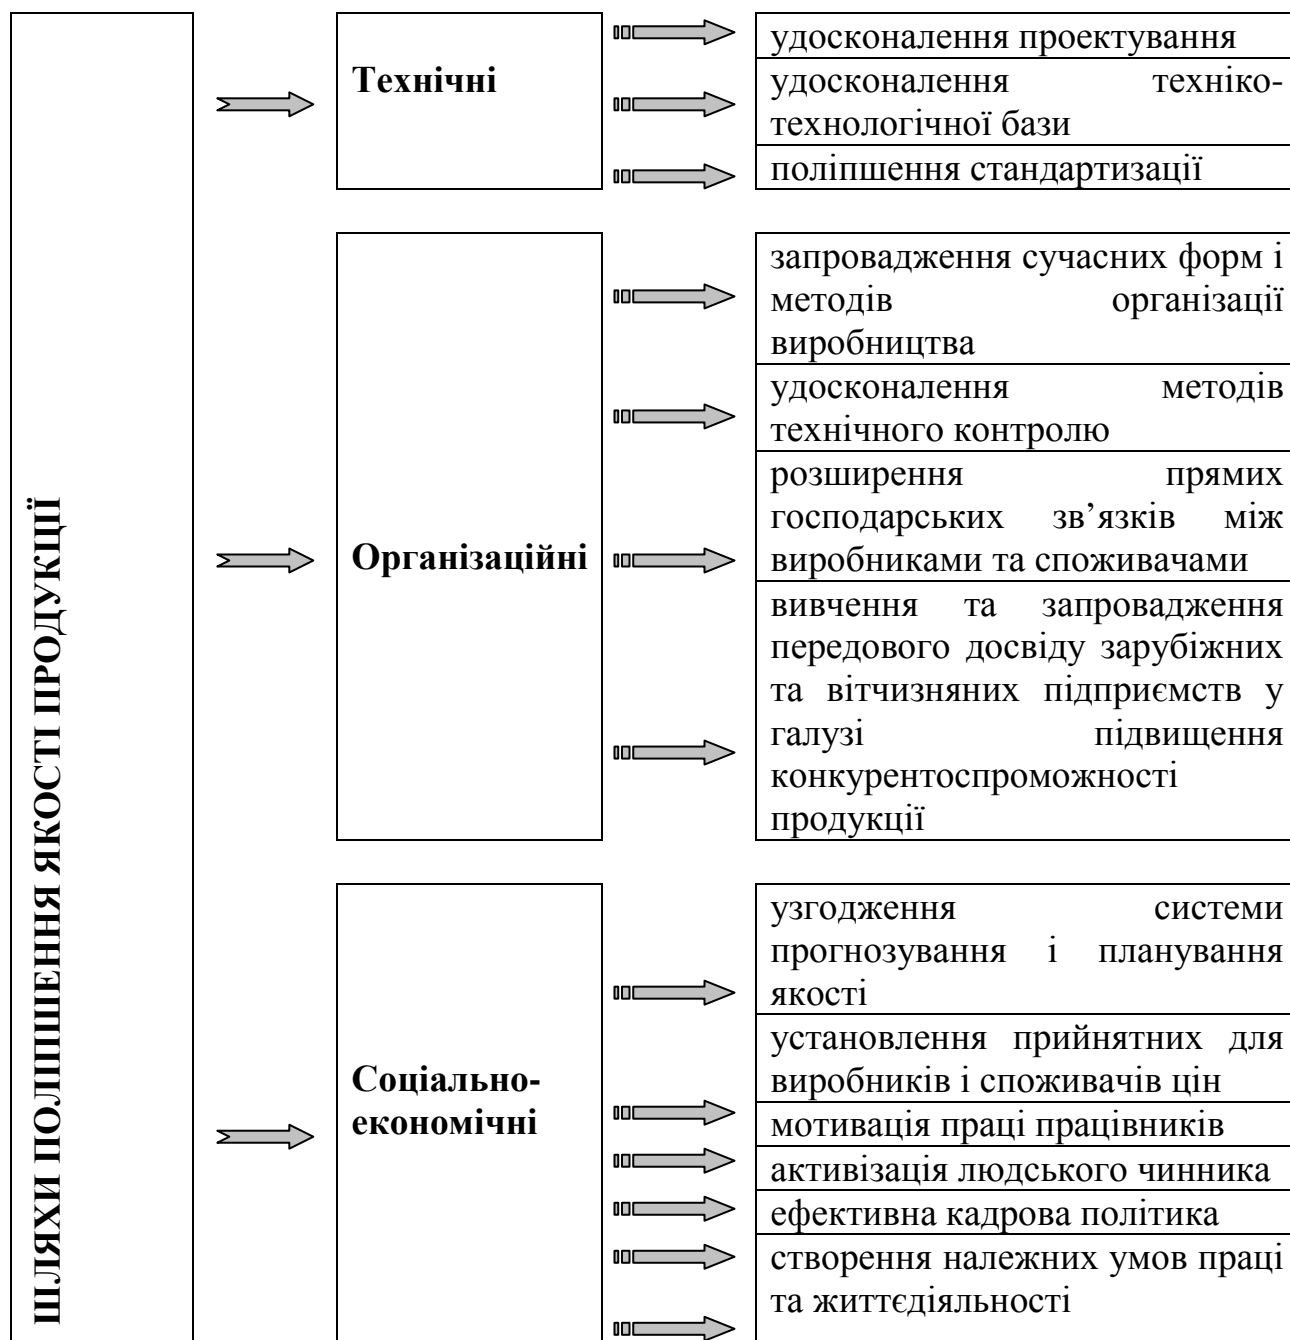 ШЛЯХИ ПОЛІПШЕННЯ ЯКОСТІ ПРОДУКЦІЇ
Технічні
удосконалення проектування
удосконалення техніко-
технологічної бази
поліпшення стандартизації
Організаційні
запровадження сучасних форм і
методів організації
виробництва
удосконалення методів
технічного контролю
розширення прямих
господарських зв’язків між
виробниками та споживачами
вивчення та запровадження
передового досвіду зарубіжних
та вітчизняних підприємств у
галузі підвищення
конкурентоспроможності
продукції
Соціально-
економічні
узгодження системи
прогнозування і планування
якості
установлення прийнятних для
виробників і споживачів цін
мотивація праці працівників
активізація людського чинника
ефективна кадрова політика
створення належних умов праці
та життєдіяльності